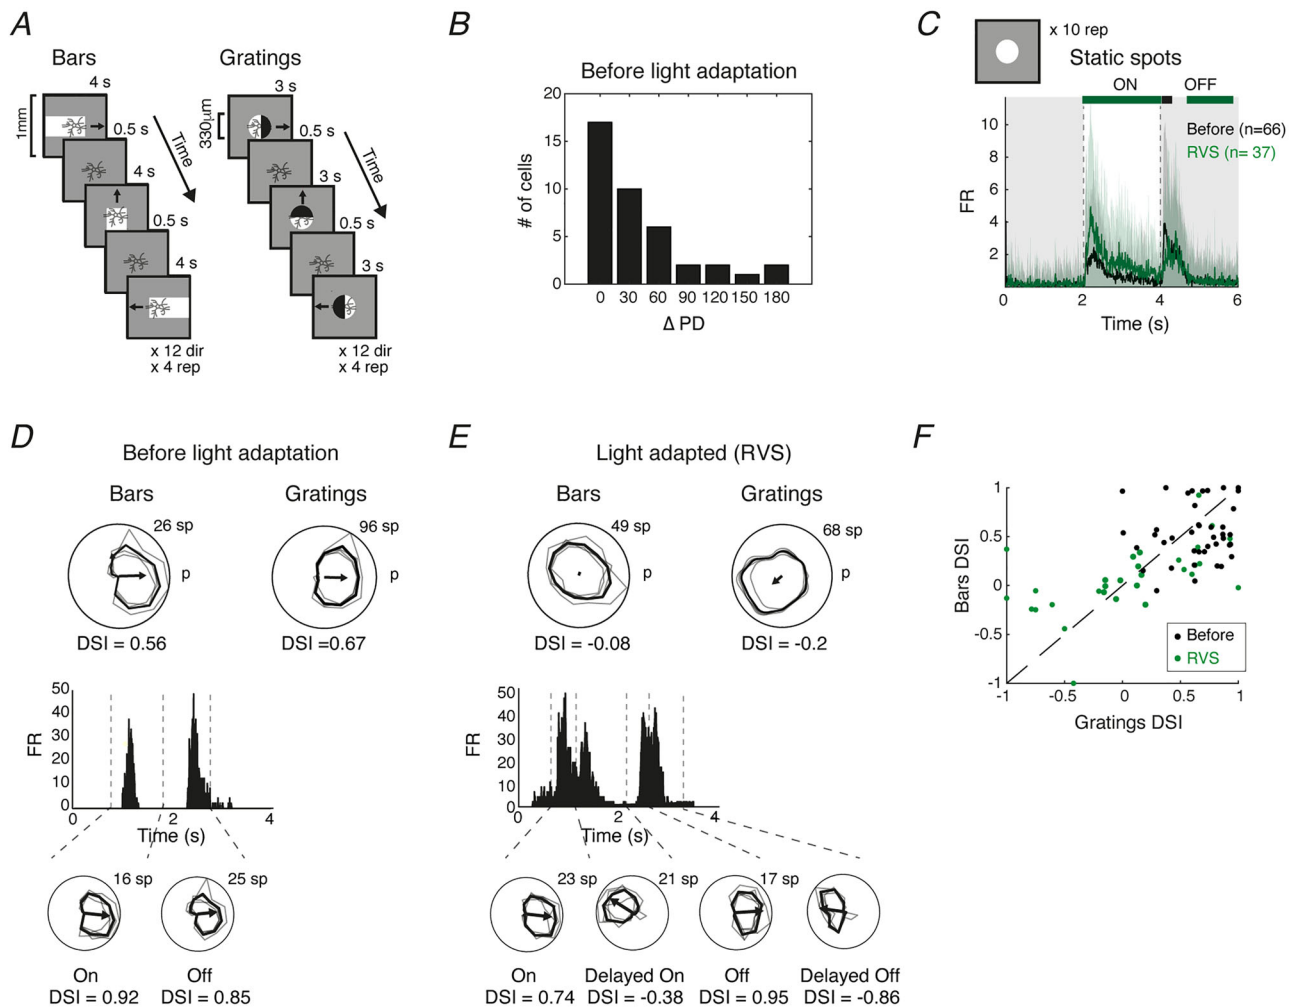 A
Bars
Gratings
4 s
0.5 s
4 s
0.5 s
4 s
1mm
Time
x 12 dir
x 4 rep
3 s
0.5 s
3 s
0.5 s
3 s
330μm
Time
x 12 dir
x 4 rep
B
Before light adaptation
20
15
10
5
0
# of cells
0 30 60 90 120 150 180
Δ PD
C
x 10 rep
Static spots
ON OFF
Before (n=66)
RVS (n= 37)
10
8
6
4
2
FR
0 2 4 6
Time (s)
D
Before light adaptation
Bars
Gratings
26 sp
96 sp
p
p
DSI = 0.56
DSI =0.67
50
40
30
20
10
0
FR
0 2 4
Time (s)
16 sp
25 sp
On
DSI = 0.92
Off
DSI = 0.85
E
Light adapted (RVS)
Bars
Gratings
49 sp
68 sp
p
p
DSI = -0.08
DSI = -0.2
50
40
30
20
10
0
FR
0 2 4
Time (s)
23 sp
21 sp
17 sp
On
DSI = 0.74
Delayed On
DSI = -0.38
Off
DSI = 0.95
Delayed Off
DSI = -0.86
F
1
0.5
0
-0.5
-1
Bars DSI
Before
RVS
-1 -0.5 0 0.5 1
Gratings DSI